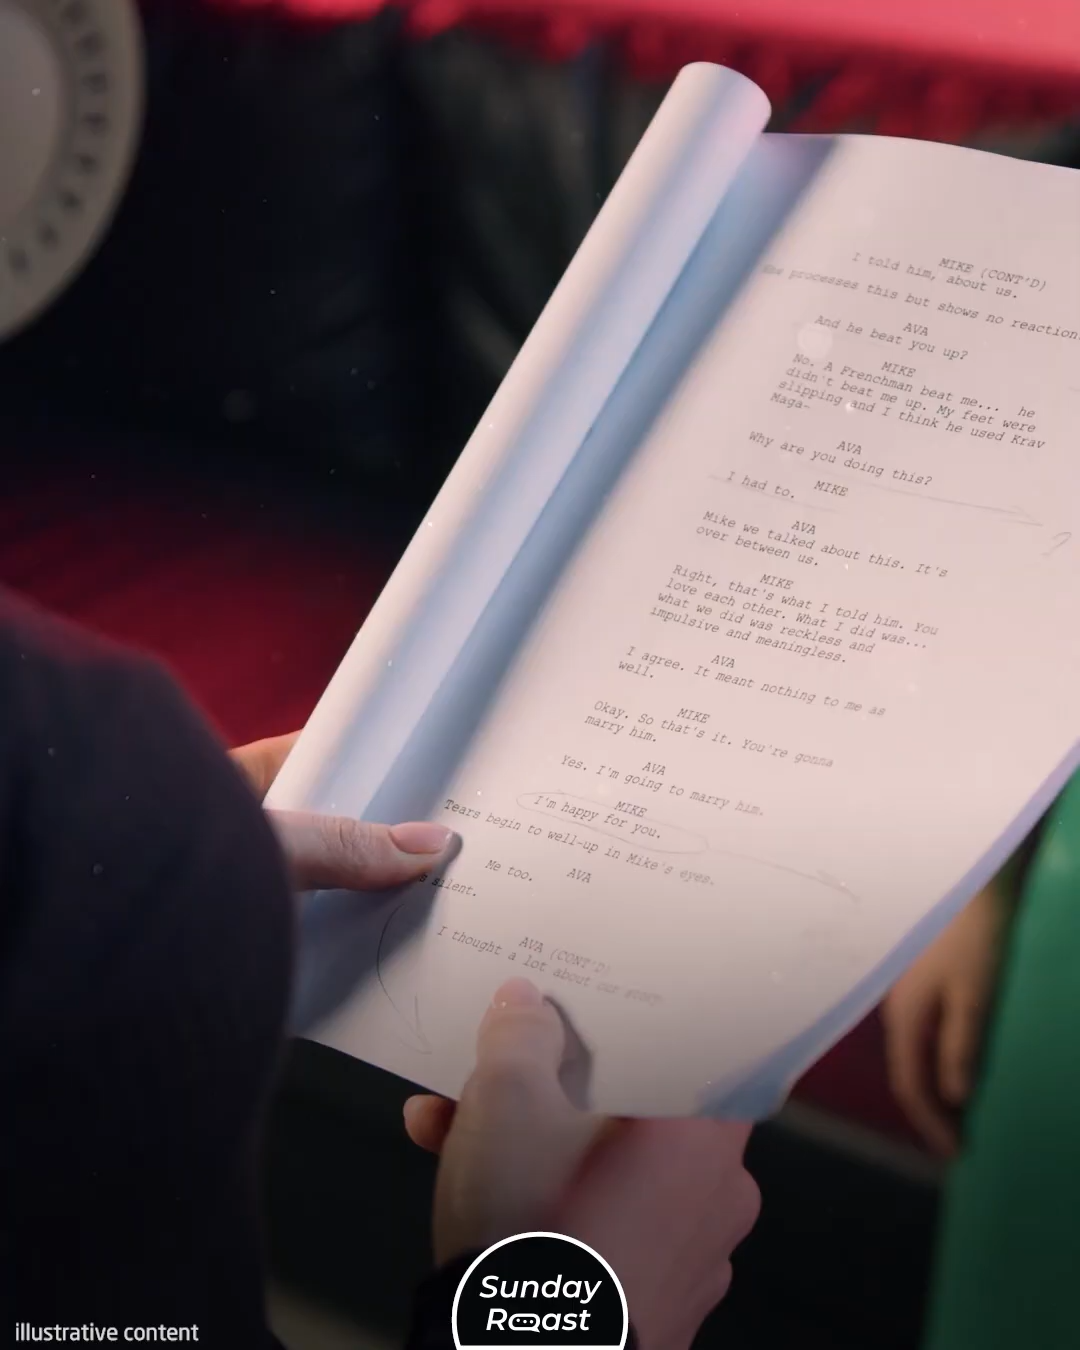 MIKE (CONT'D)
I told him, about us.
processes this but shows no reaction
AVA
And he beat you up?
MIKE
No. A Frenchman beat me... he
didn't beat me up. My feet were
slipping and I think he used Krav
Maga-
AVA
Why are you doing this?
MIKE
I had to.
?
AVA
Mike we talked about this. It's
over between us.
MIKE
Right, that's what I told him. You
love each other. What I did was...
what we did was reckless and
impulsive and meaningless.
AVA
I agree. It meant nothing to me as
well.
MIKE
Okay. So that's it. You're gonna
marry him.
AVA
Yes. I'm going to marry him.
MIKE
I'm happy for you.
Tears begin to well-up in Mike's eyes.
AVA
Me too.
silent.
AVA (CONT'D)
I thought a lot about our story
Sunday
Roast
illustrative content